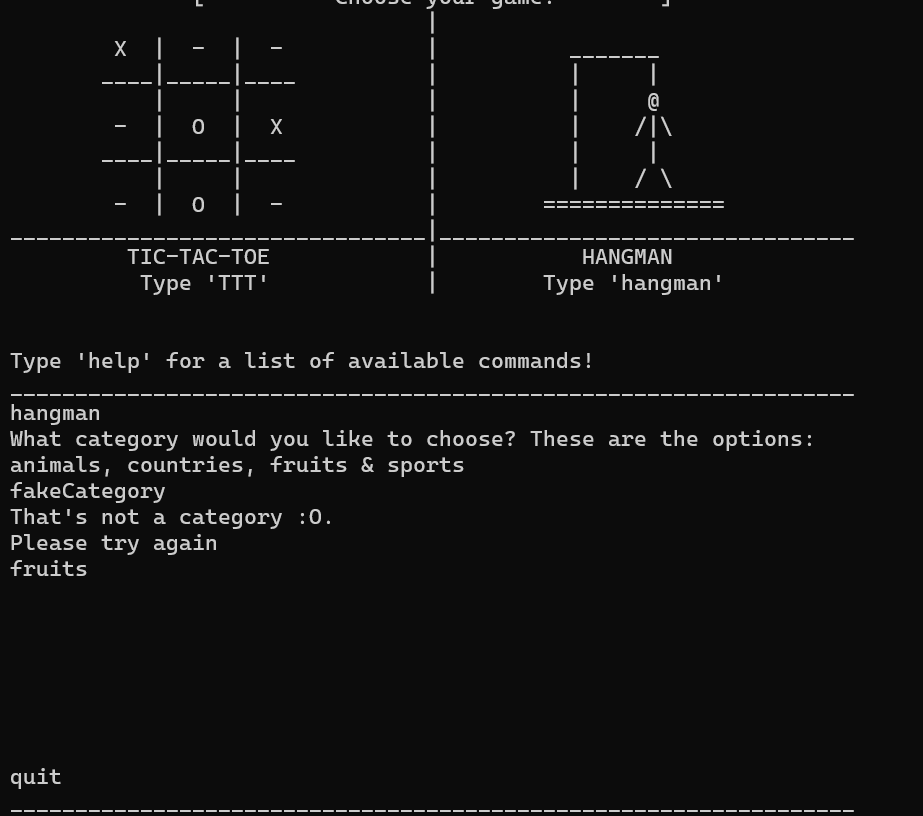 [ Choose your game! ]
X | - | -
- | O | X
@
/|\
/ \
- | O | -
==============
TIC-TAC-TOE | HANGMAN
Type 'TTT' | Type 'hangman'
Type 'help' for a list of available commands!
hangman
What category would you like to choose? These are the options:
animals, countries, fruits & sports
fakeCategory
That's not a category :O.
Please try again
fruits
quit